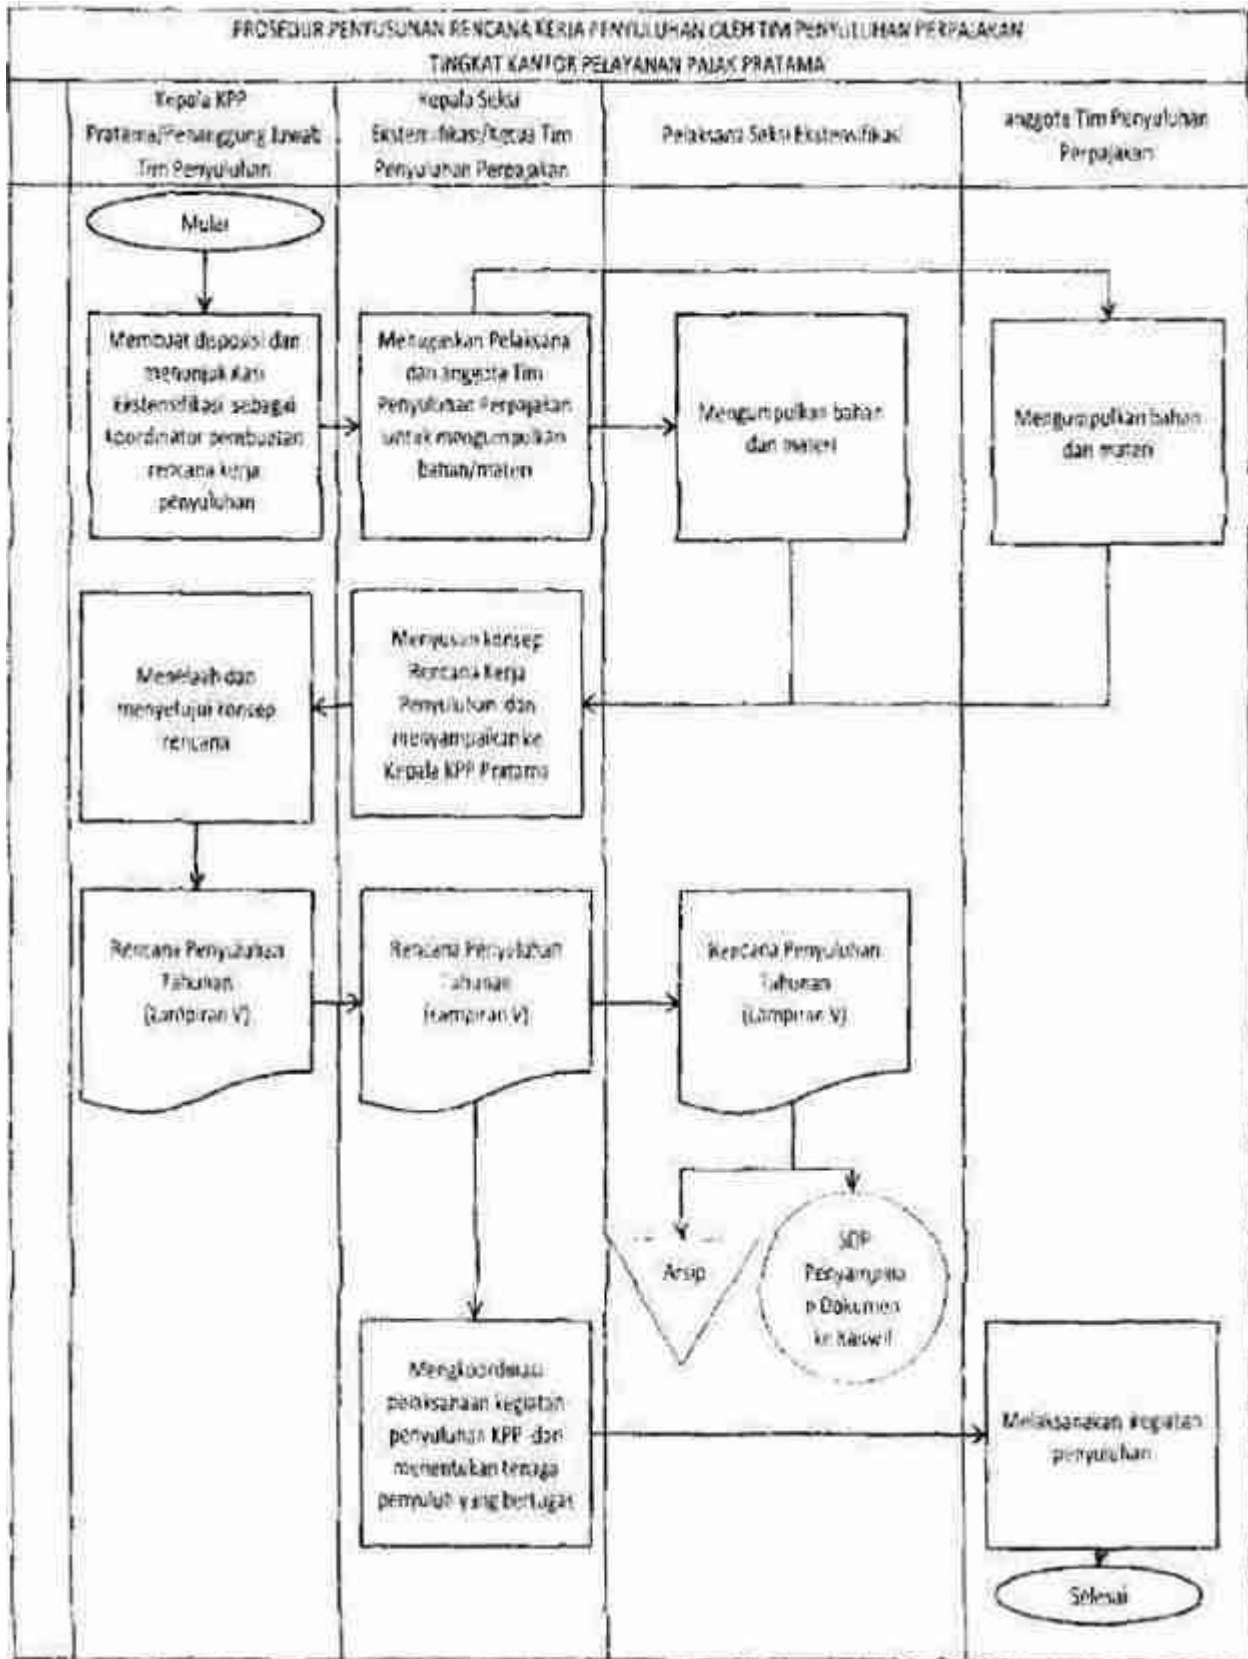 PROSEDUR PENYUSUNAN RENCANA KERJA PENYULUHAN OLEH TIM PENYULUHAN PERPAJAKAN
TINGKAT KANTOR PELAYANAN PAJAK PRATAMA
Kepala KPP
Pratama/Penanggung Jawab
Tim Penyuluhan
Kepala Seksi
Ekstensifikasi/Ketua Tim
Penyuluhan Perpajakan
Pelaksana Seksi Ekstensifikasi
anggota Tim Penyuluhan
Perpajakan
Mulai
Membuat disposisi dan
menunjuk Kasi
Ekstensifikasi sebagai
koordinator pembuatan
rencana kerja
penyuluhan
Menugaskan Pelaksana
dan anggota Tim
Penyuluhan Perpajakan
untuk mengumpulkan
bahan/materi
Mengumpulkan bahan
dan materi
Mengumpulkan bahan
dan materi
Menelaah dan
menyetujui konsep
rencana
Menyusun konsep
Rencana Kerja
Penyuluhan dan
menyampaikan ke
Kepala KPP Pratama
Rencana Penyuluhan
Tahunan
(Lampiran V)
Rencana Penyuluhan
Tahunan
(Lampiran V)
Rencana Penyuluhan
Tahunan
(Lampiran V)
Arsip
SOP
Penyampaia
n Dokumen
ke Kanwil
Mengkoordinasi
pelaksanaan kegiatan
penyuluhan KPP dan
menentukan tenaga
penyuluh yang bertugas
Melaksanakan kegiatan
penyuluhan
Selesai